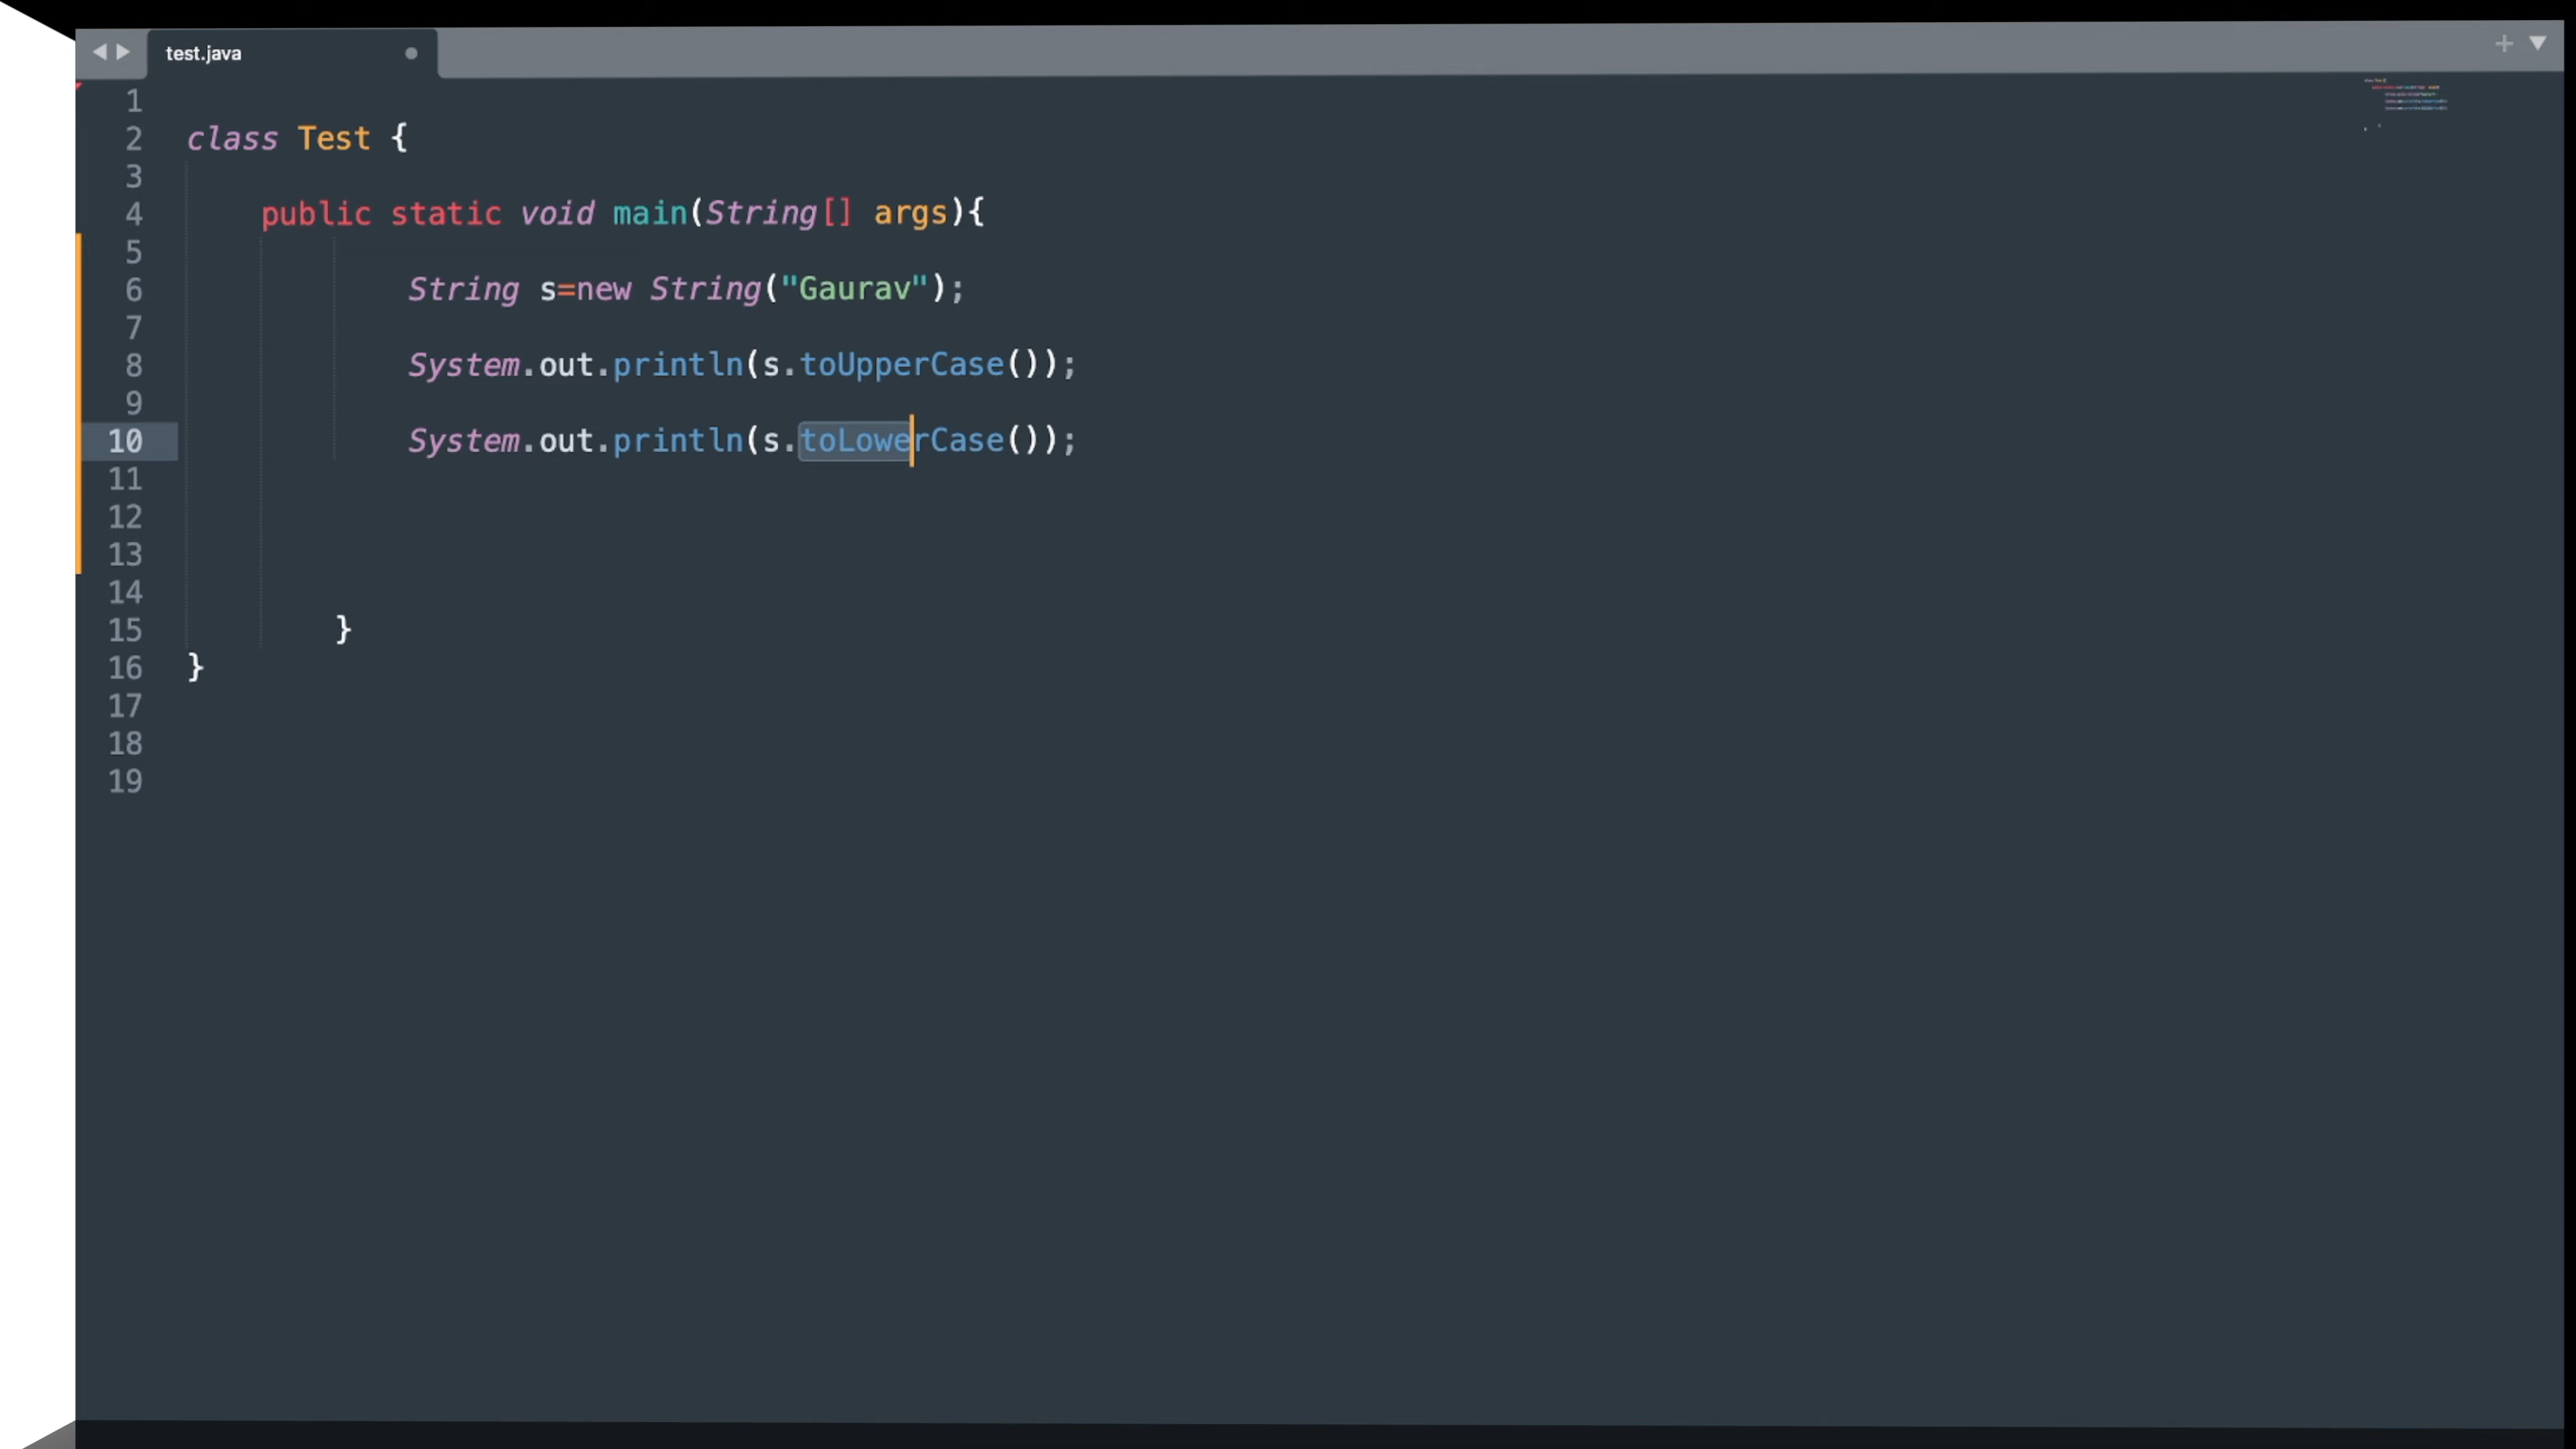 test.java
1
2 class Test {
3
4 public static void main(String[] args){
5
6 String s=new String("Gaurav");
7
8 System.out.println(s.toUpperCase());
9
10 System.out.println(s.toLowerCase());
11
12
13
14
15 }
16 }
17
18
19